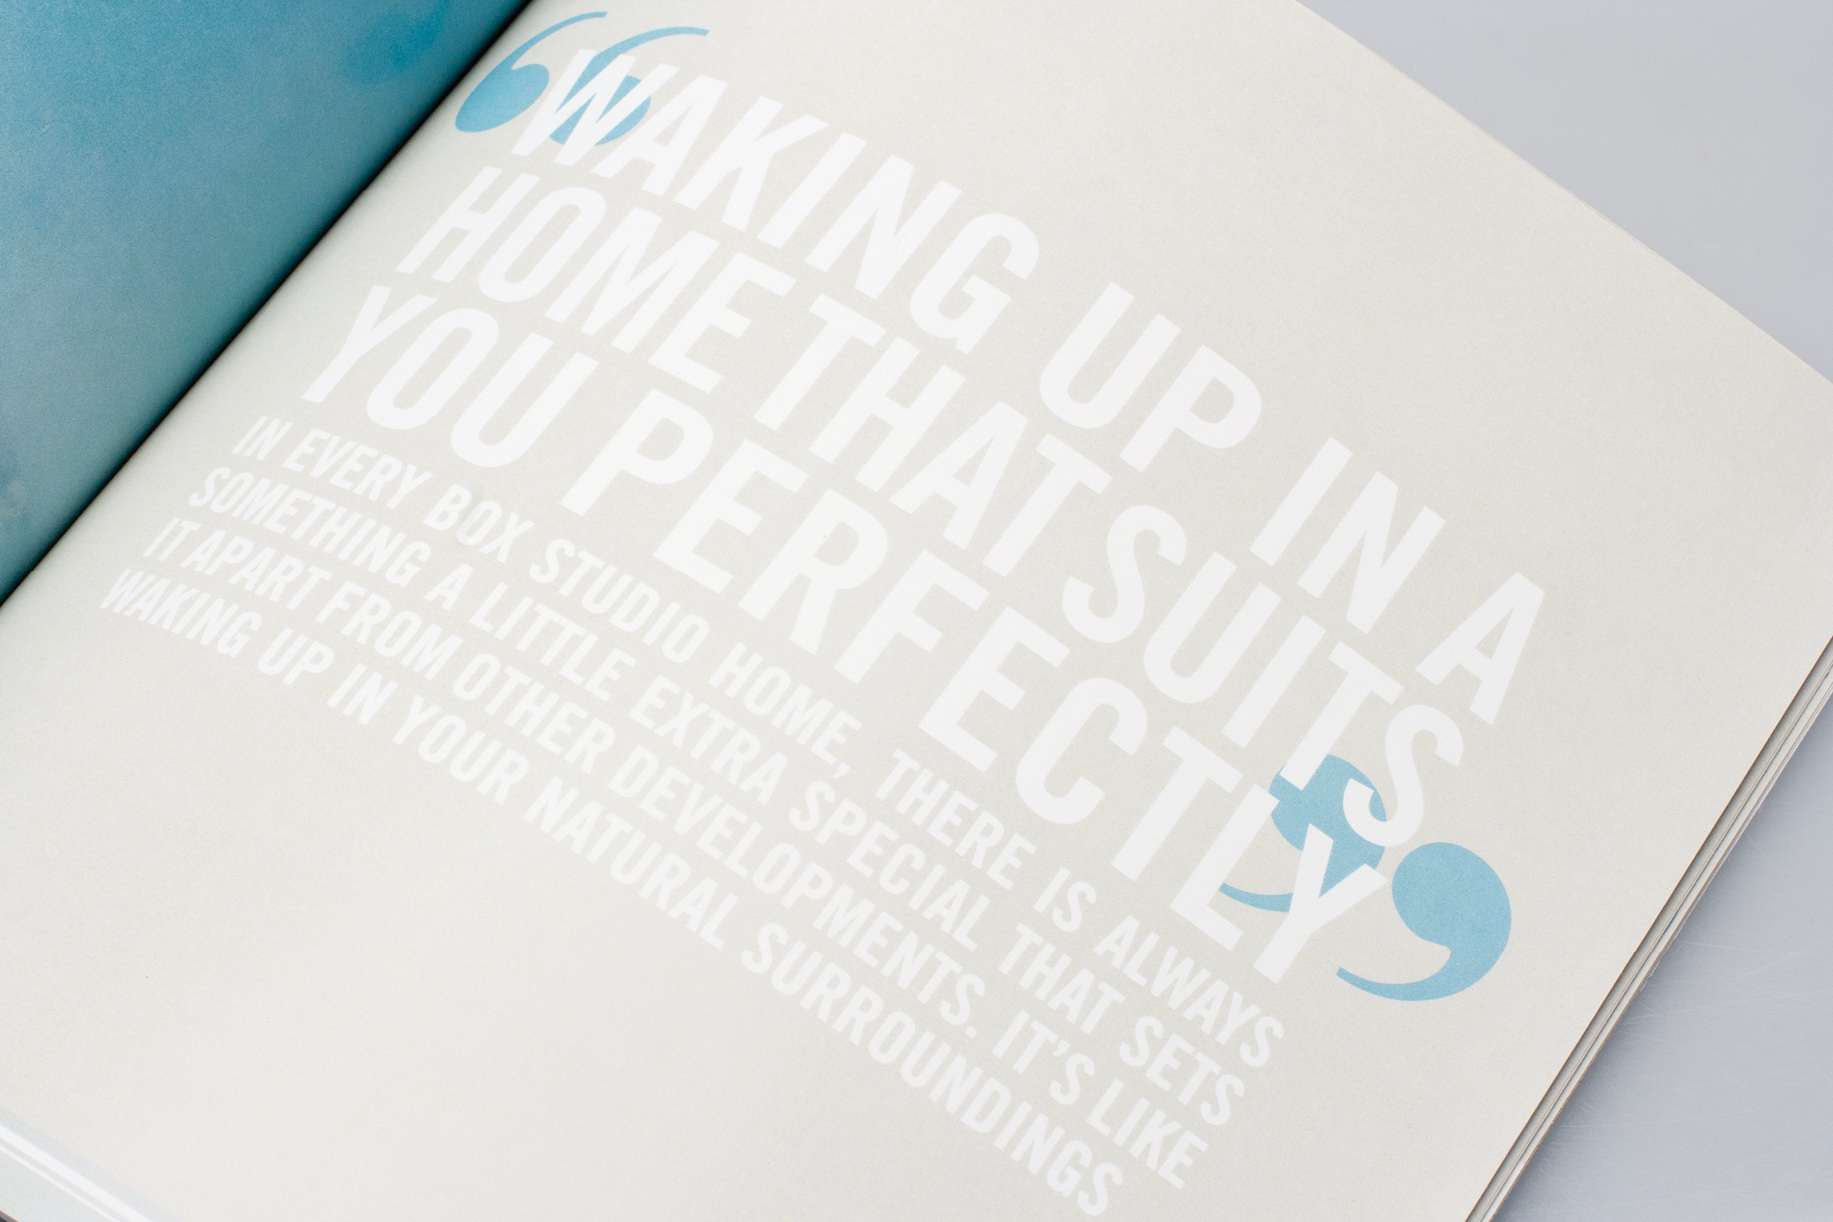 “WAKING UP IN A
HOME THAT SUITS
YOU PERFECTLY”
IN EVERY BOX STUDIO HOME, THERE IS ALWAYS
SOMETHING A LITTLE EXTRA SPECIAL THAT SETS
IT APART FROM OTHER DEVELOPMENTS. IT’S LIKE
WAKING UP IN YOUR NATURAL SURROUNDINGS